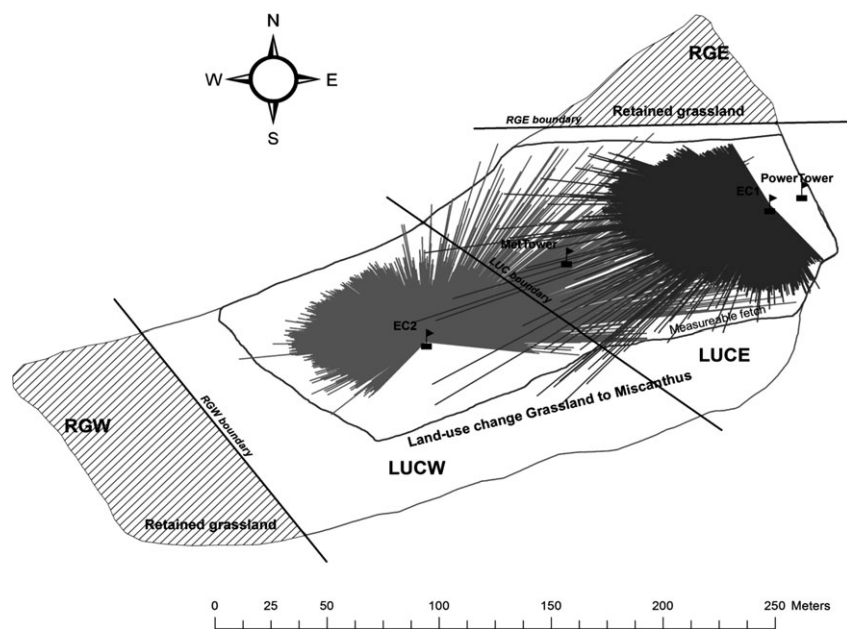 N
W E
S
RGE
Retained grassland
RGE boundary
PowerTower
EC1
MetTower
LUC boundary
EC2
Measureable fetch
LUCE
Land-use change Grassland to Miscanthus
RGW
RGW boundary
LUCW
Retained grassland
0 25 50 100 150 200 250 Meters